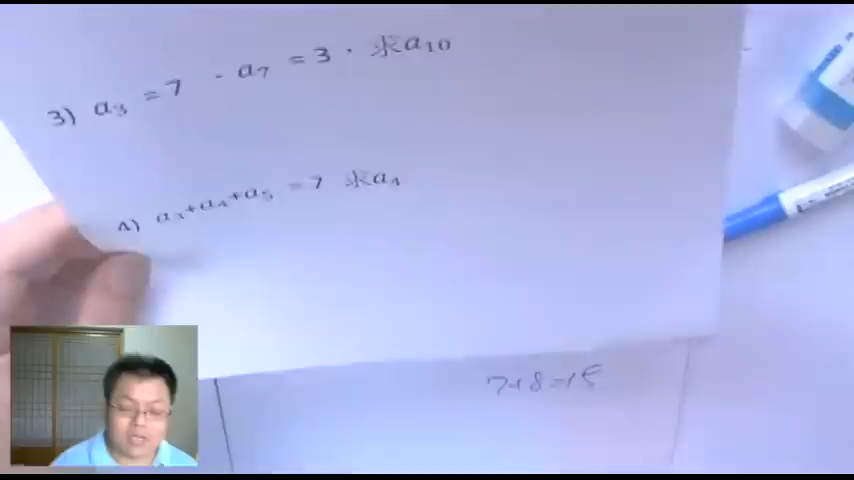 3) a₃ = 7 . a₇ = 3 . 求a₁₀
4) a₃+a₄+a₅ = 7 求a₄
7+8=15